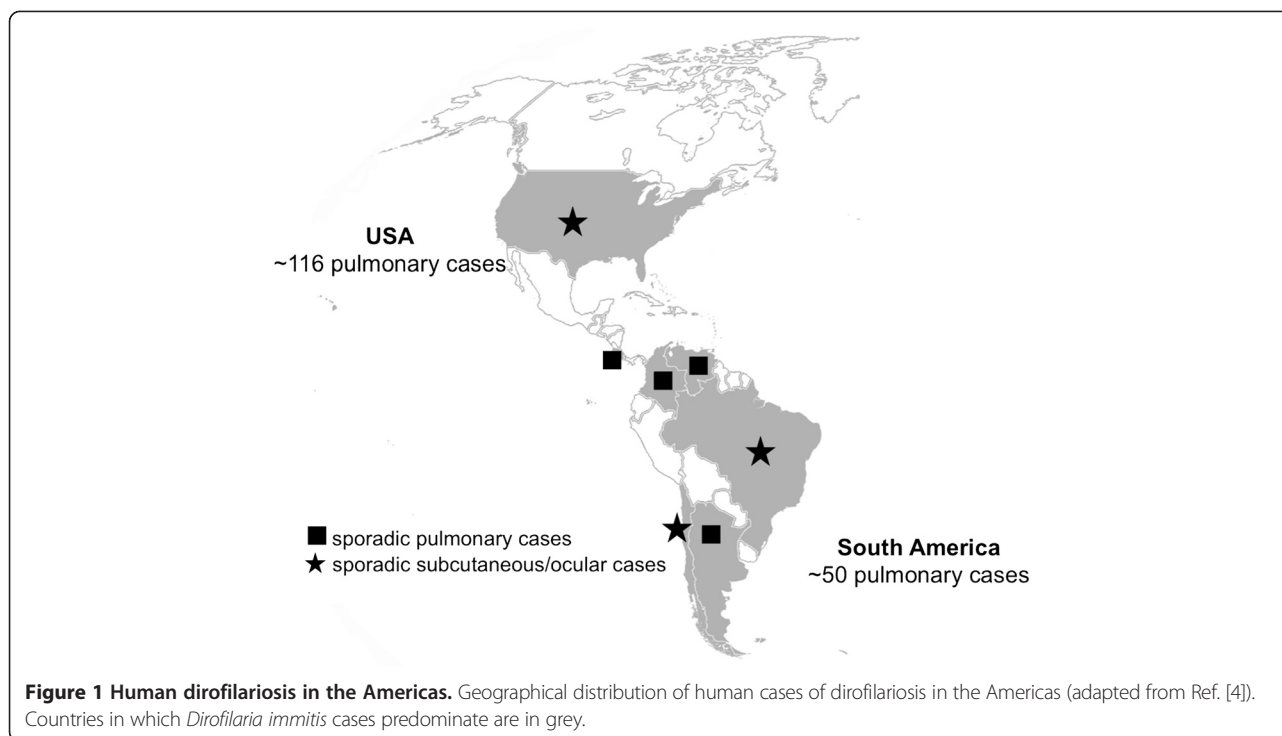 USA
~116 pulmonary cases
■ sporadic pulmonary cases
★ sporadic subcutaneous/ocular cases
South America
~50 pulmonary cases
Figure 1 Human dirofilariosis in the Americas. Geographical distribution of human cases of dirofilariosis in the Americas (adapted from Ref. [4]).
Countries in which Dirofilaria immitis cases predominate are in grey.